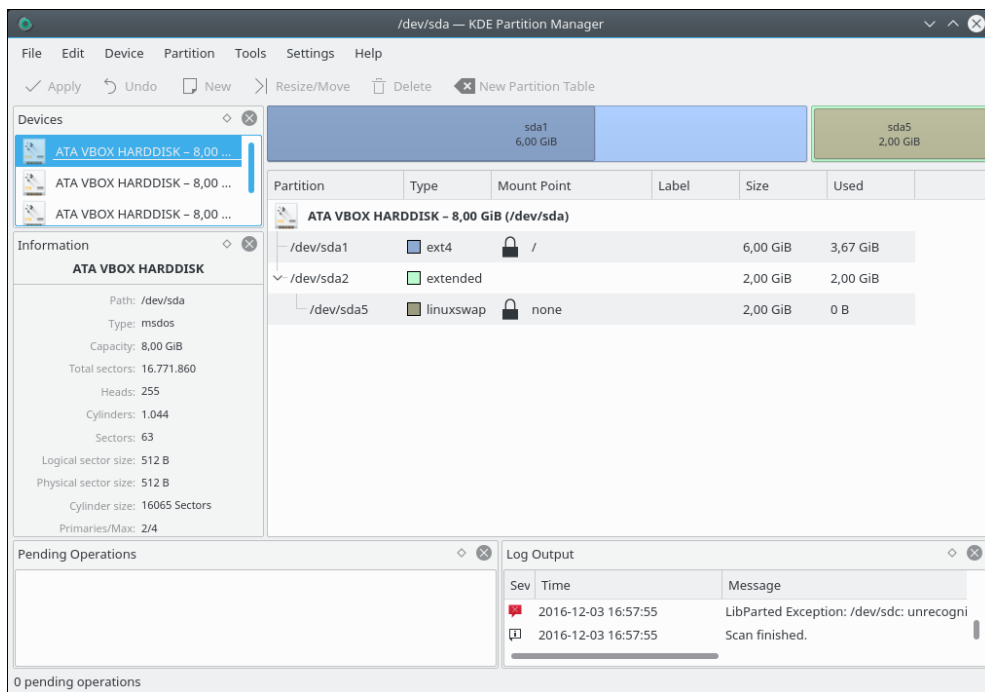 /dev/sda — KDE Partition Manager
File Edit Device Partition Tools Settings Help
Apply Undo New Resize/Move Delete New Partition Table
Devices
ATA VBOX HARDDISK – 8,00 ...
ATA VBOX HARDDISK – 8,00 ...
ATA VBOX HARDDISK – 8,00 ...
Information
ATA VBOX HARDDISK
Path: /dev/sda
Type: msdos
Capacity: 8,00 GiB
Total sectors: 16.771.860
Heads: 255
Cylinders: 1.044
Sectors: 63
Logical sector size: 512 B
Physical sector size: 512 B
Cylinder size: 16065 Sectors
Primaries/Max: 2/4
sda1
6,00 GiB
sda5
2,00 GiB
Partition Type Mount Point Label Size Used
ATA VBOX HARDDISK – 8,00 GiB (/dev/sda)
/dev/sda1 ext4 / 6,00 GiB 3,67 GiB
/dev/sda2 extended 2,00 GiB 2,00 GiB
/dev/sda5 linuxswap none 2,00 GiB 0 B
Pending Operations
Log Output
Sev Time Message
2016-12-03 16:57:55 LibParted Exception: /dev/sdc: unrecogni
2016-12-03 16:57:55 Scan finished.
0 pending operations